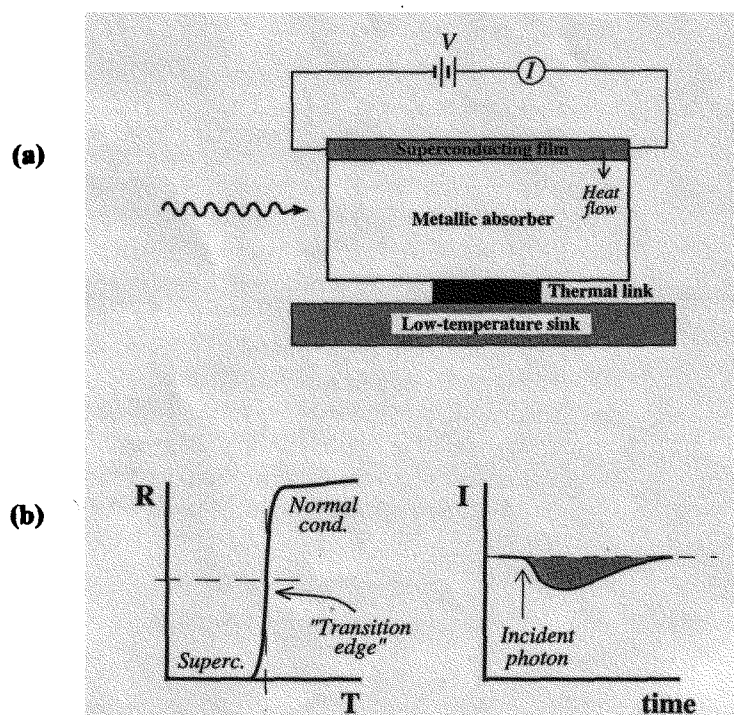 (a)
V
I
Superconducting film
Heat
flow
Metallic absorber
Thermal link
Low-temperature sink
(b)
R
Normal
cond.
"Transition
edge"
Superc.
T
I
Incident
photon
time